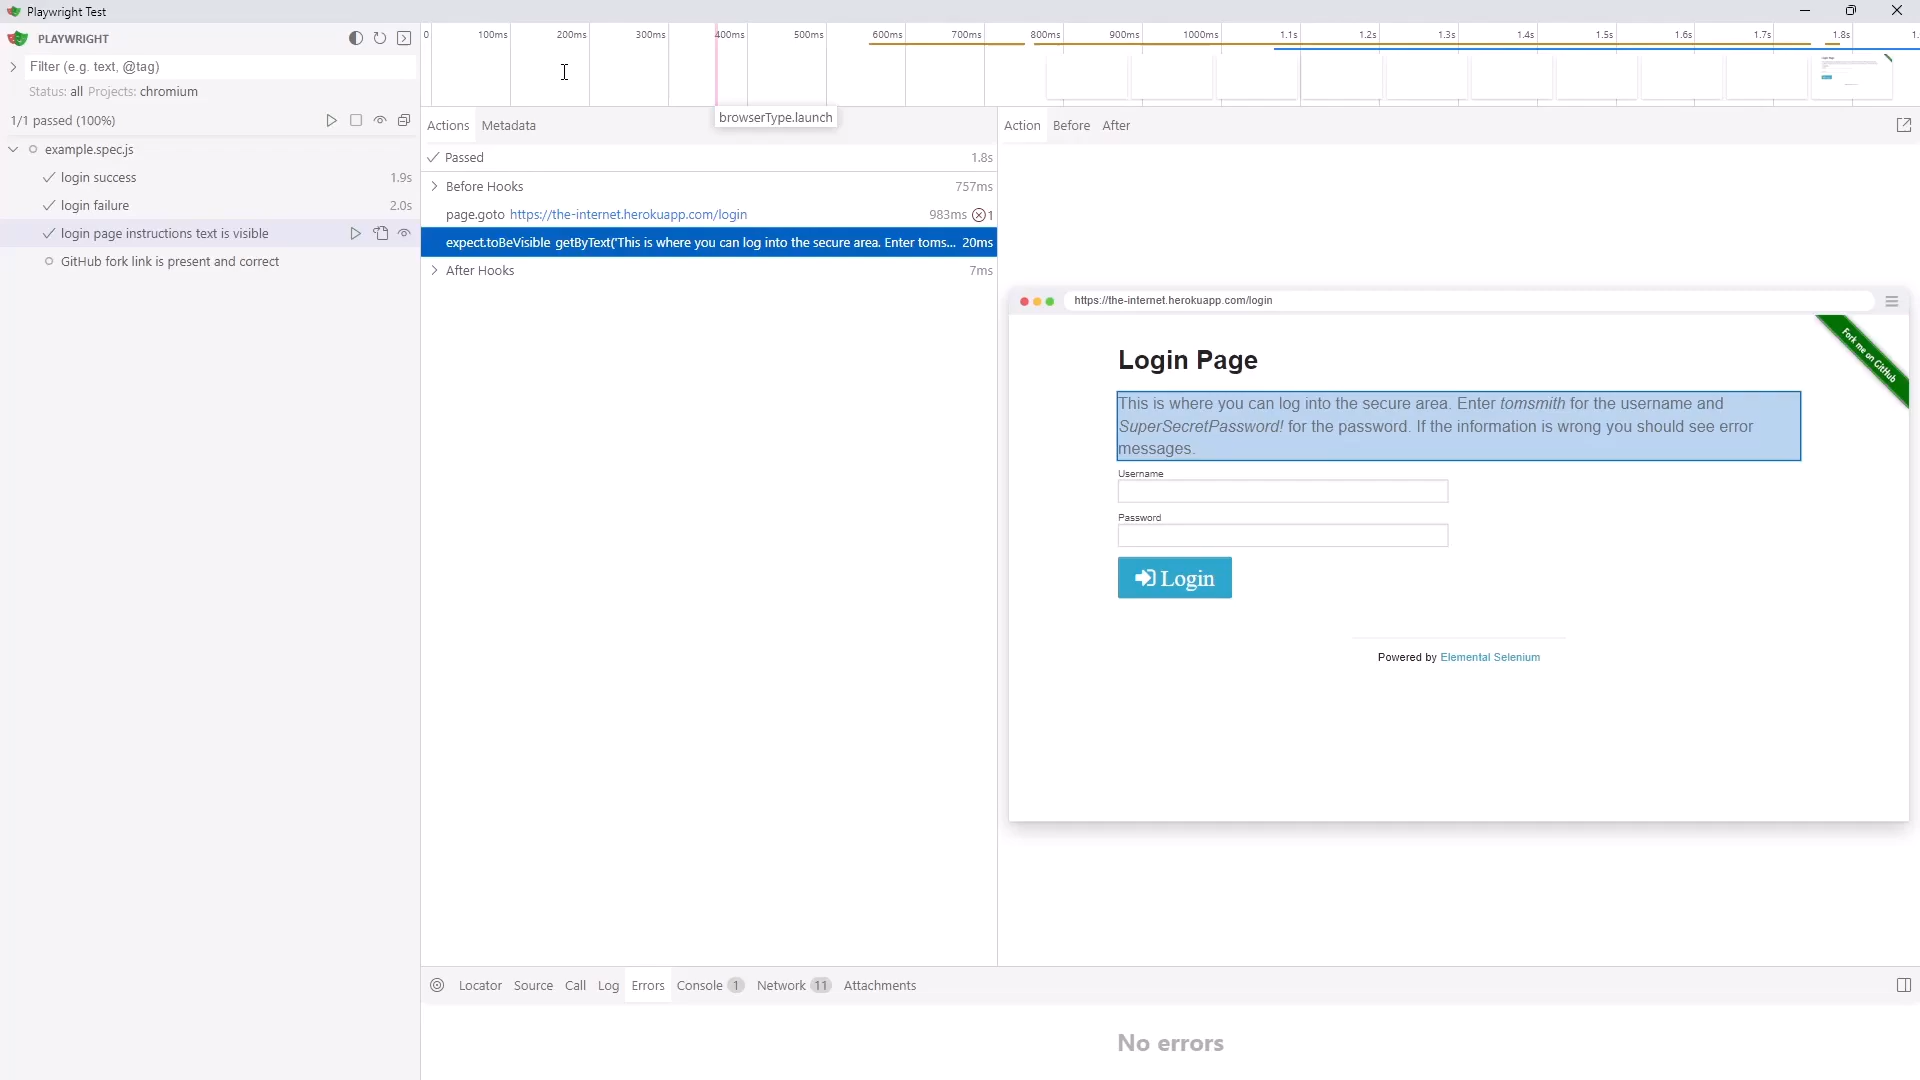 Playwright Test
PLAYWRIGHT
Filter (e.g. text, @tag)
Status: all Projects: chromium
1/1 passed (100%)
example.spec.js
login success 1.9s
login failure 2.0s
login page instructions text is visible
GitHub fork link is present and correct
0 100ms 200ms 300ms 400ms 500ms 600ms 700ms 800ms 900ms 1000ms 1.1s 1.2s 1.3s 1.4s 1.5s 1.6s 1.7s 1.8s 1.
browserType.launch
Actions Metadata
Passed 1.8s
Before Hooks 757ms
page.goto https://the-internet.herokuapp.com/login 983ms 1
expect.toBeVisible getByText('This is where you can log into the secure area. Enter toms... 20ms
After Hooks 7ms
Action Before After
https://the-internet.herokuapp.com/login
Fork me on GitHub
Login Page
This is where you can log into the secure area. Enter tomsmith for the username and
SuperSecretPassword! for the password. If the information is wrong you should see error
messages.
Username
Password
Login
Powered by Elemental Selenium
Locator Source Call Log Errors Console 1 Network 11 Attachments
No errors